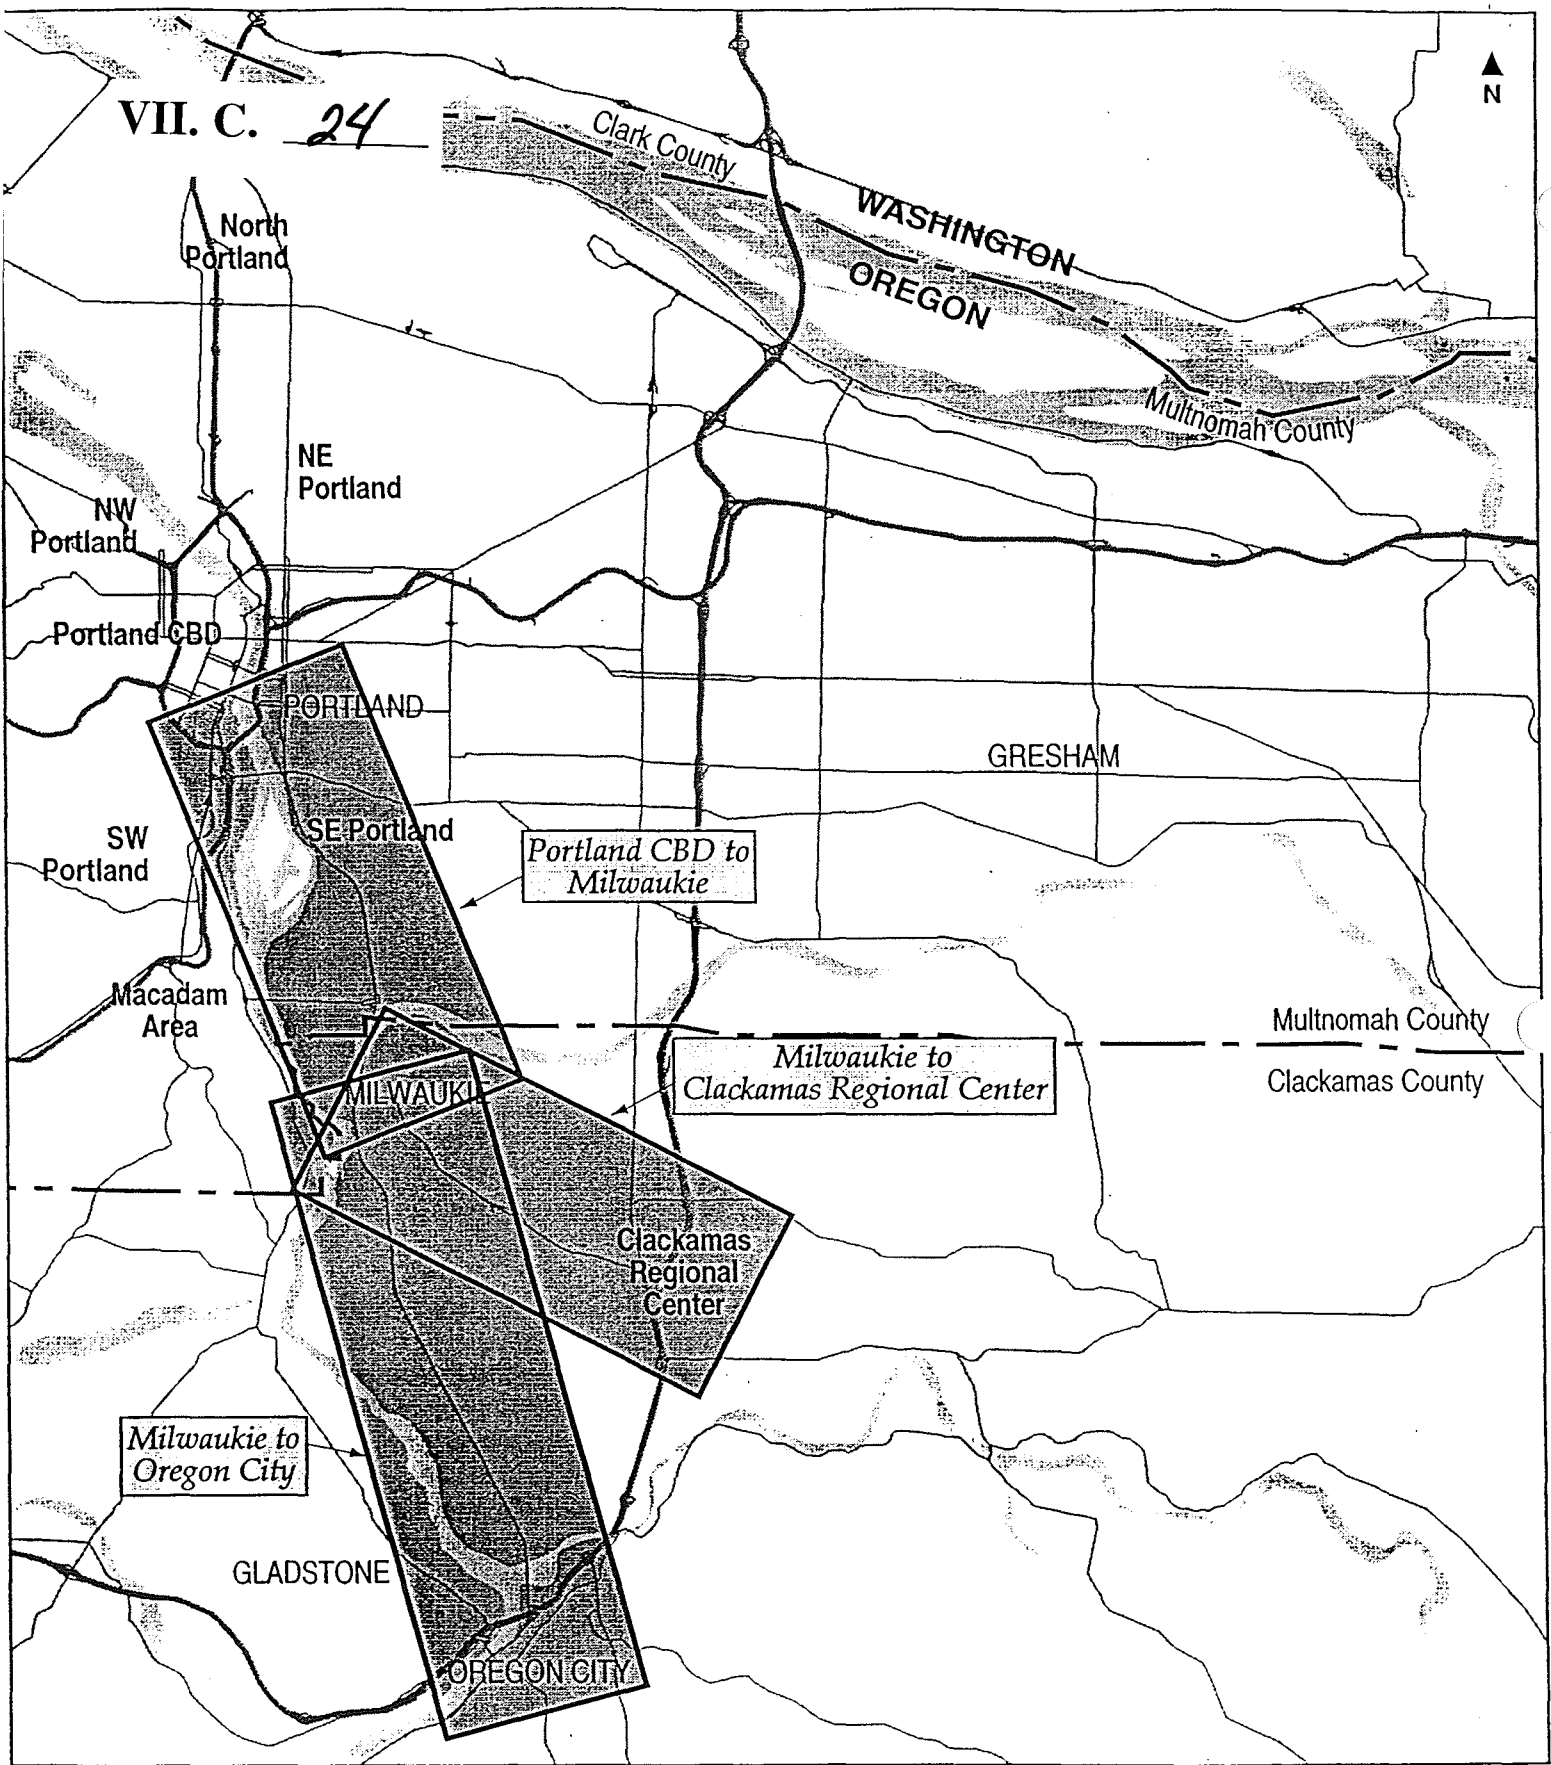 N
VII. C. 24
Clark County
WASHINGTON
OREGON
Multnomah County
North
Portland
NE
Portland
NW
Portland
Portland CBD
PORTLAND
GRESHAM
SW
Portland
SE Portland
Portland CBD to
Milwaukie
Macadam
Area
Multnomah County
Clackamas County
Milwaukie to
Clackamas Regional Center
MILWAUKIE
Clackamas
Regional
Center
Milwaukie to
Oregon City
GLADSTONE
OREGON CITY